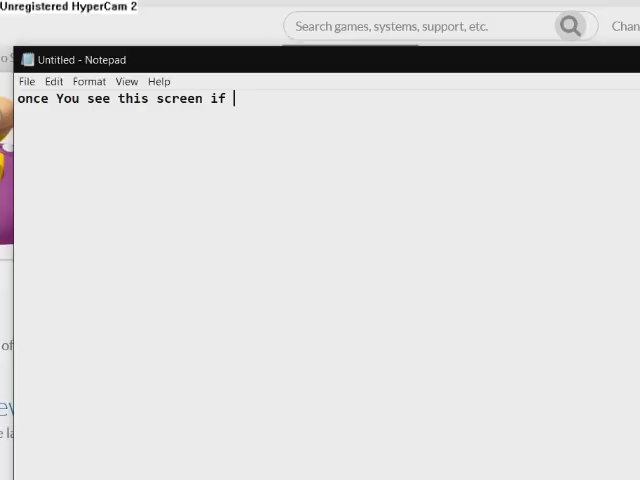 Unregistered HyperCam 2
Search games, systems, support, etc.
Chan
Untitled - Notepad
File Edit Format View Help
once You see this screen if
of